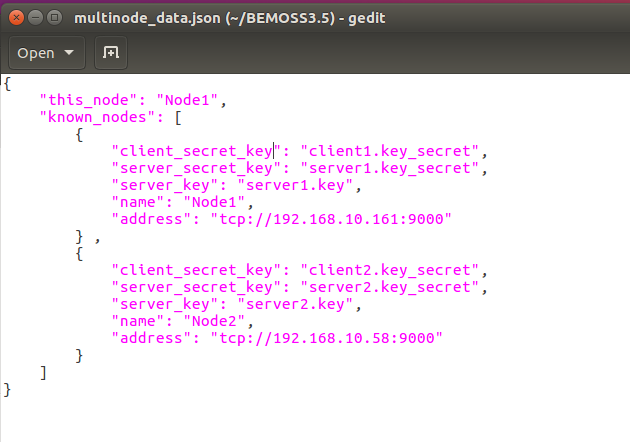 multinode_data.json (~/BEMOSS3.5) - gedit
Open
{
    "this_node": "Node1",
    "known_nodes": [
        {
            "client_secret_key": "client1.key_secret",
            "server_secret_key": "server1.key_secret",
            "server_key": "server1.key",
            "name": "Node1",
            "address": "tcp://192.168.10.161:9000"
        } ,
        {
            "client_secret_key": "client2.key_secret",
            "server_secret_key": "server2.key_secret",
            "server_key": "server2.key",
            "name": "Node2",
            "address": "tcp://192.168.10.58:9000"
        }
    ]
}